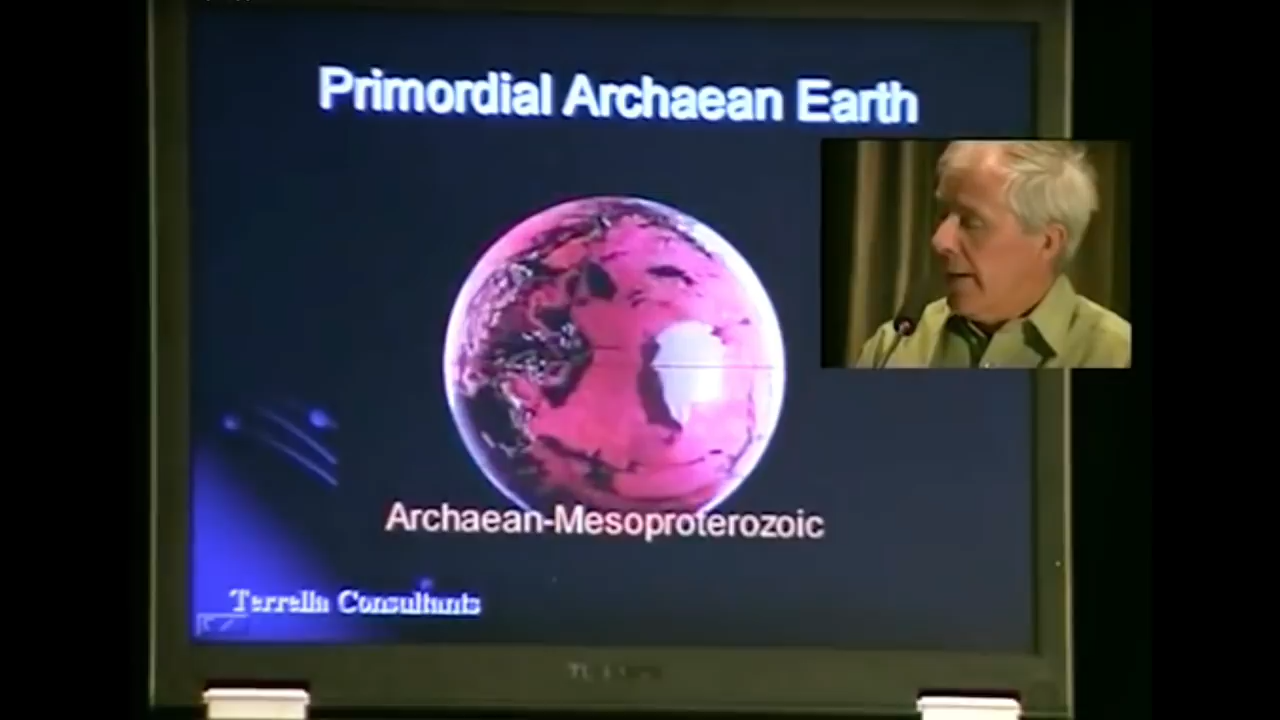 Primordial Archaean Earth
Archaean-Mesoproterozoic
Terrella Consultants